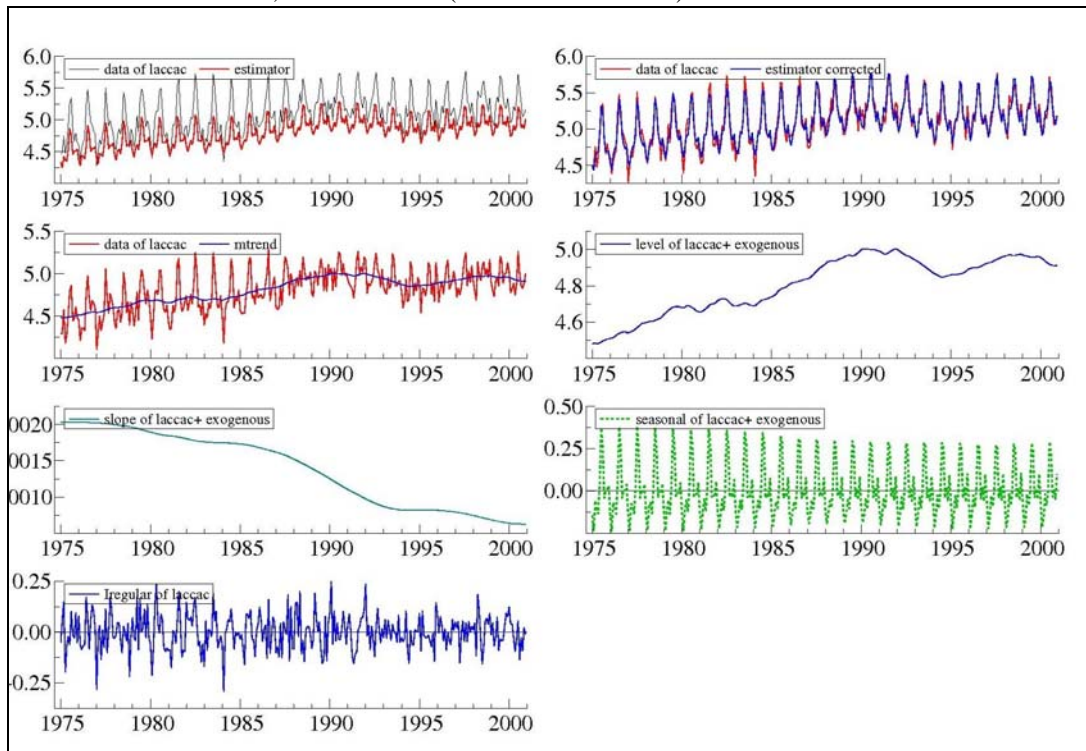 6.0
data of laccac estimator
5.5
5.0
4.5
1975 1980 1985 1990 1995 2000
6.0
data of laccac estimator corrected
5.5
5.0
4.5
1975 1980 1985 1990 1995 2000
5.5
data of laccac mtrend
5.0
4.5
1975 1980 1985 1990 1995 2000
level of laccac+ exogenous
5.0
4.8
4.6
1975 1980 1985 1990 1995 2000
slope of laccac+ exogenous
0020
0015
0010
1975 1980 1985 1990 1995 2000
0.50
seasonal of laccac+ exogenous
0.25
0.00
1975 1980 1985 1990 1995 2000
0.25
Iregular of laccac
0.00
-0.25
1975 1980 1985 1990 1995 2000